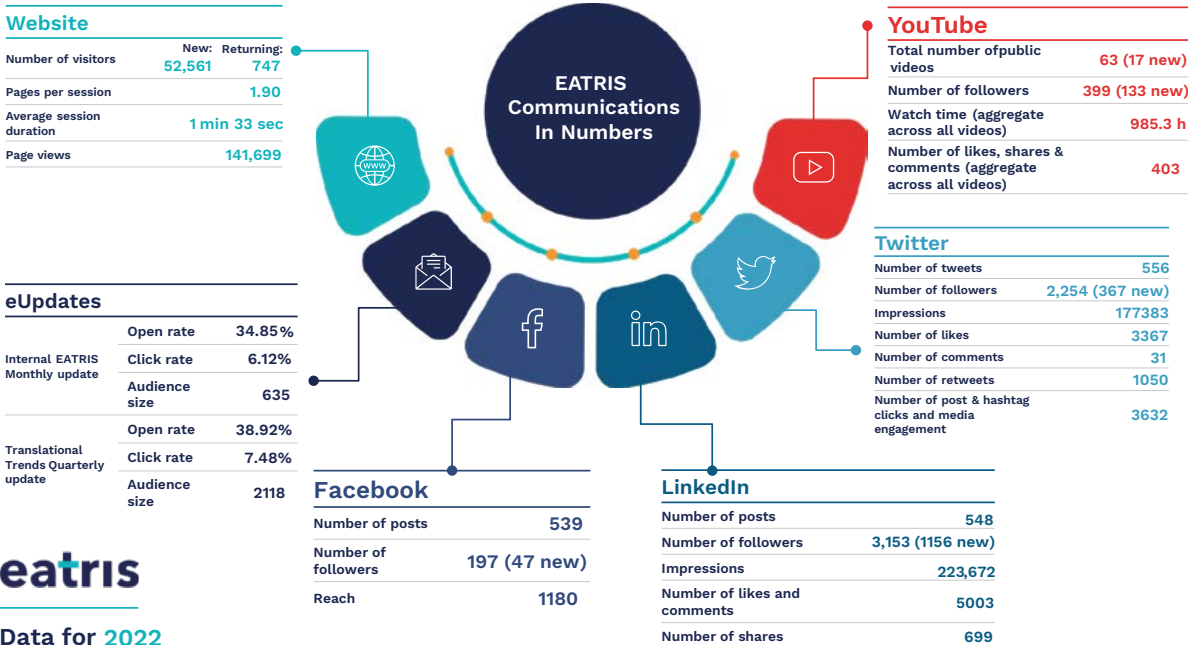 EATRIS
Communications
In Numbers
Website
Number of visitors
New: Returning:
52,561 747
Pages per session 1.90
Average session
duration
1 min 33 sec
Page views 141,699
www
eUpdates
Internal EATRIS
Monthly update
Open rate 34.85%
Click rate 6.12%
Audience
size
635
Translational
Trends Quarterly
update
Open rate 38.92%
Click rate 7.48%
Audience
size
2118
Facebook
Number of posts 539
Number of
followers
197 (47 new)
Reach 1180
LinkedIn
Number of posts 548
Number of followers 3,153 (1156 new)
Impressions 223,672
Number of likes and
comments
5003
Number of shares 699
Twitter
Number of tweets 556
Number of followers 2,254 (367 new)
Impressions 177383
Number of likes 3367
Number of comments 31
Number of retweets 1050
Number of post & hashtag
clicks and media
engagement
3632
YouTube
Total number ofpublic
videos
63 (17 new)
Number of followers 399 (133 new)
Watch time (aggregate
across all videos)
985.3 h
Number of likes, shares &
comments (aggregate
across all videos)
403
f
in
eatris
Data for 2022